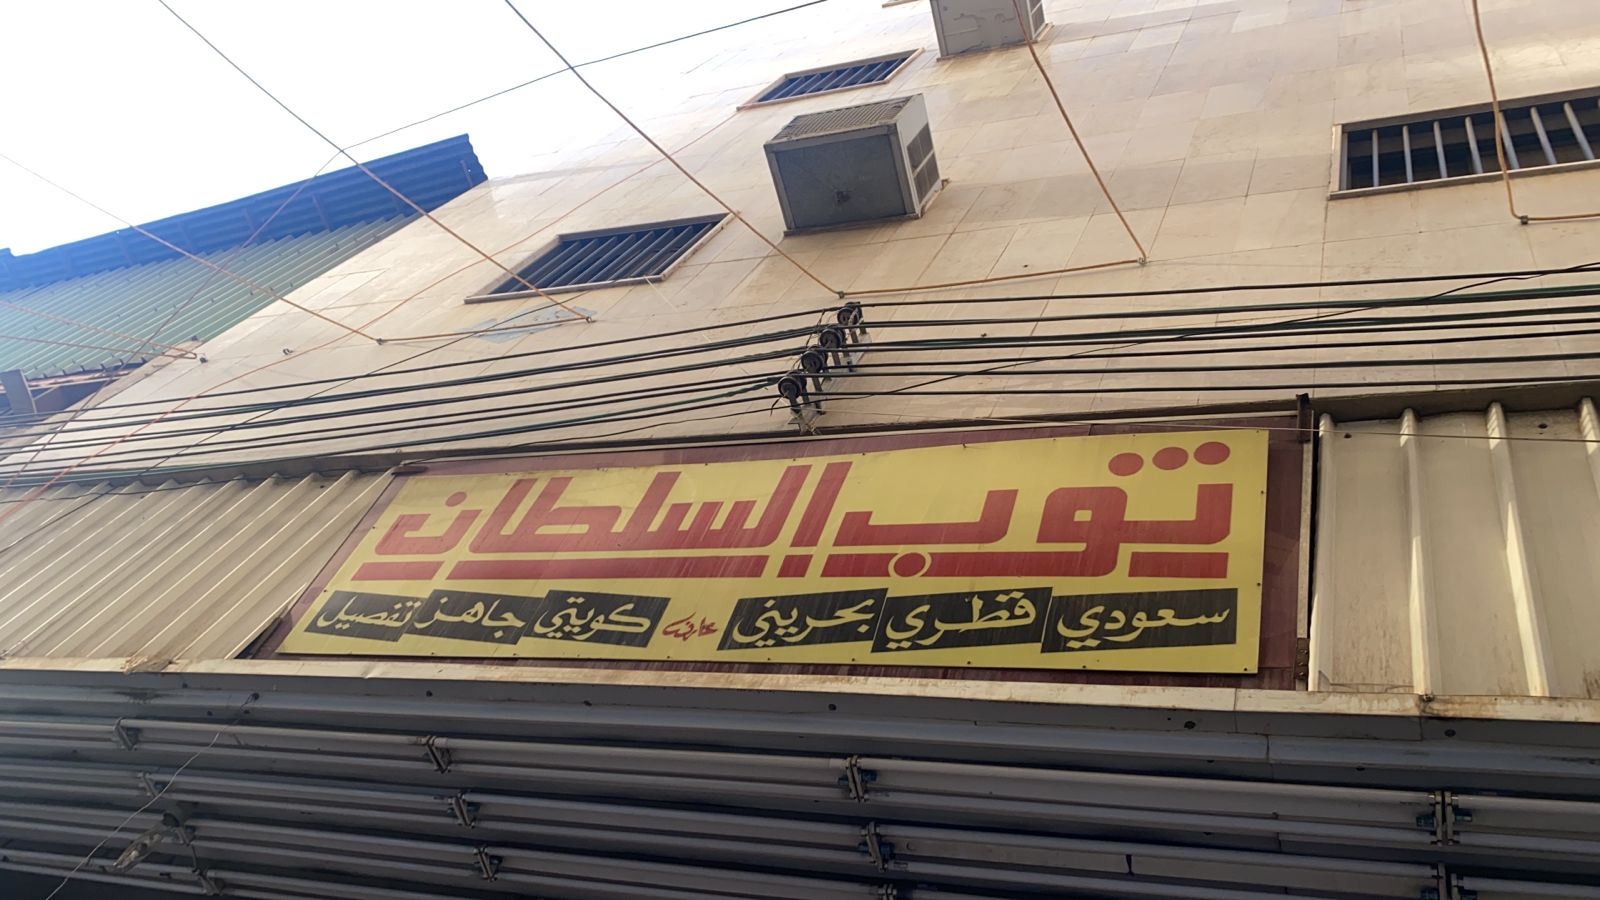 ثوب السلطان
سعودي قطري بحريني كويتي جاهز تفصيل